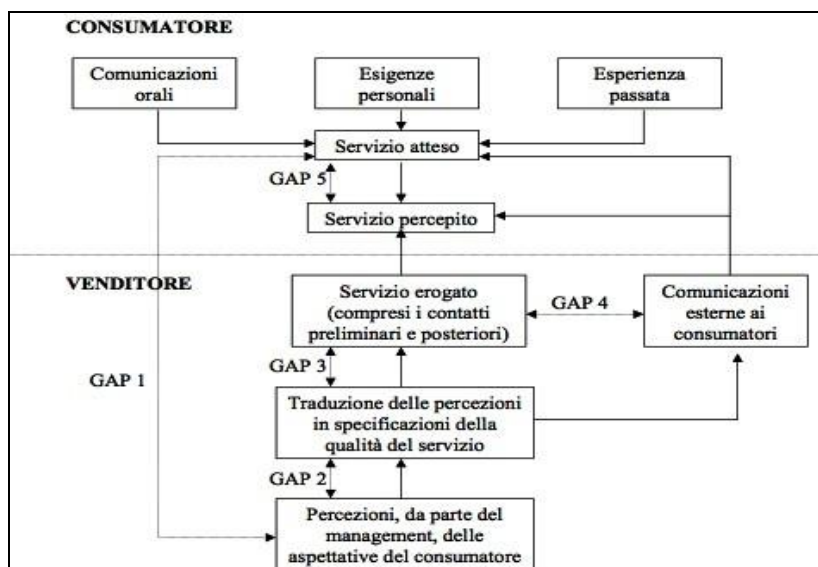 CONSUMATORE
Comunicazioni
orali
Esigenze
personali
Esperienza
passata
Servizio atteso
GAP 5
Servizio percepito
VENDITORE
Servizio erogato
(compresi i contatti
preliminari e posteriori)
GAP 4
Comunicazioni
esterne ai
consumatori
GAP 3
GAP 1
Traduzione delle percezioni
in specificazioni della
qualità del servizio
GAP 2
Percezioni, da parte del
management, delle
aspettative del consumatore